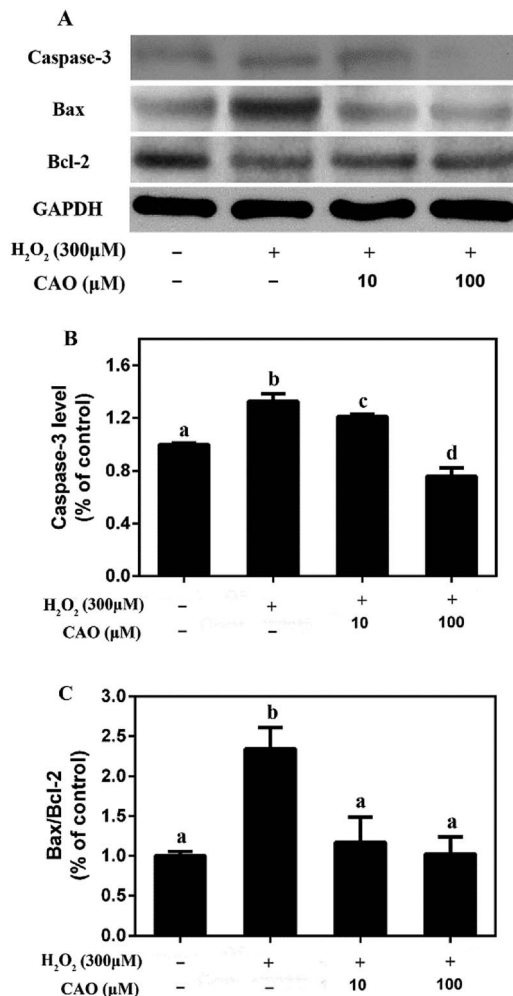 A
Caspase-3
Bax
Bcl-2
GAPDH
H₂O₂ (300μM) – + + +
CAO (μM) – – 10 100
B
Caspase-3 level
(% of control)
1.6
1.2
0.8
0.4
0.0
a b c d
H₂O₂ (300μM) – + + +
CAO (μM) – – 10 100
C
Bax/Bcl-2
(% of control)
3.0
2.5
2.0
1.5
1.0
0.5
0.0
a b a a
H₂O₂ (300μM) – + + +
CAO (μM) – – 10 100